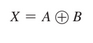 X = A ⊕ B